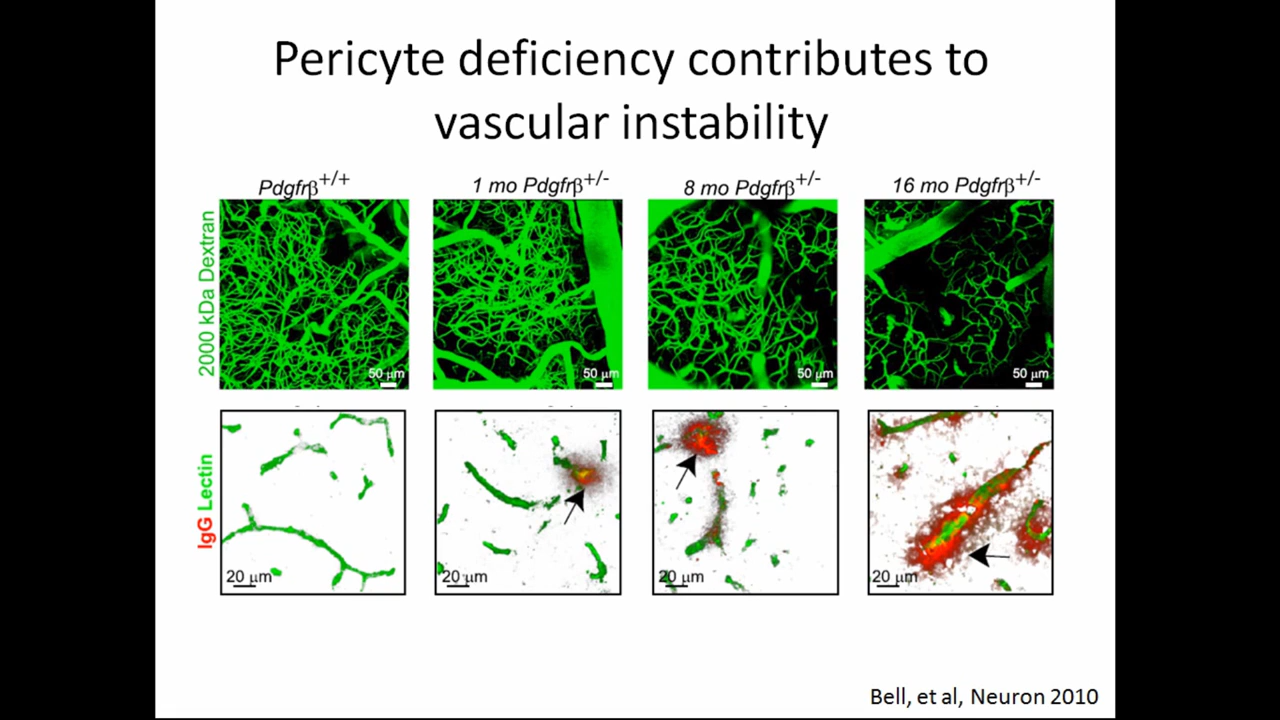 Pericyte deficiency contributes to
vascular instability
Pdgfrβ+/+
1 mo Pdgfrβ+/-
8 mo Pdgfrβ+/-
16 mo Pdgfrβ+/-
2000 kDa Dextran
50 µm
50 µm
50 µm
50 µm
IgG Lectin
20 µm
20 µm
20 µm
20 µm
Bell, et al, Neuron 2010